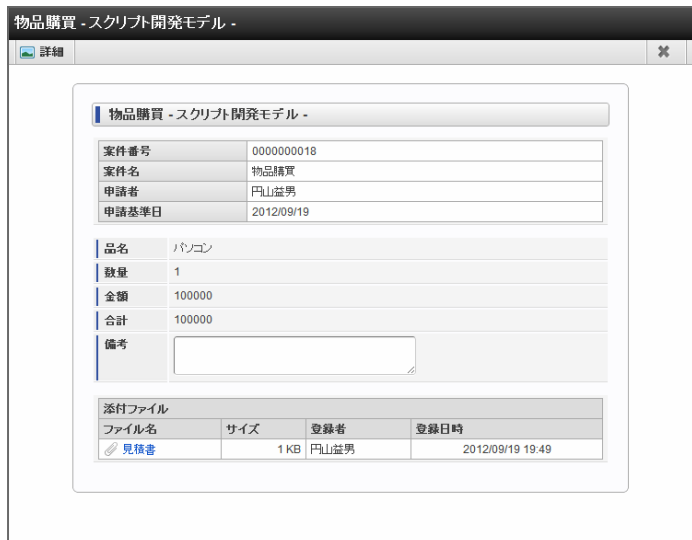 物品購買 - スクリプト開発モデル -
詳細
物品購買 - スクリプト開発モデル -
案件番号 0000000018
案件名 物品購買
申請者 円山益男
申請基準日 2012/09/19
品名 パソコン
数量 1
金額 100000
合計 100000
備考
添付ファイル
ファイル名 サイズ 登録者 登録日時
見積書 1 KB 円山益男 2012/09/19 19:49